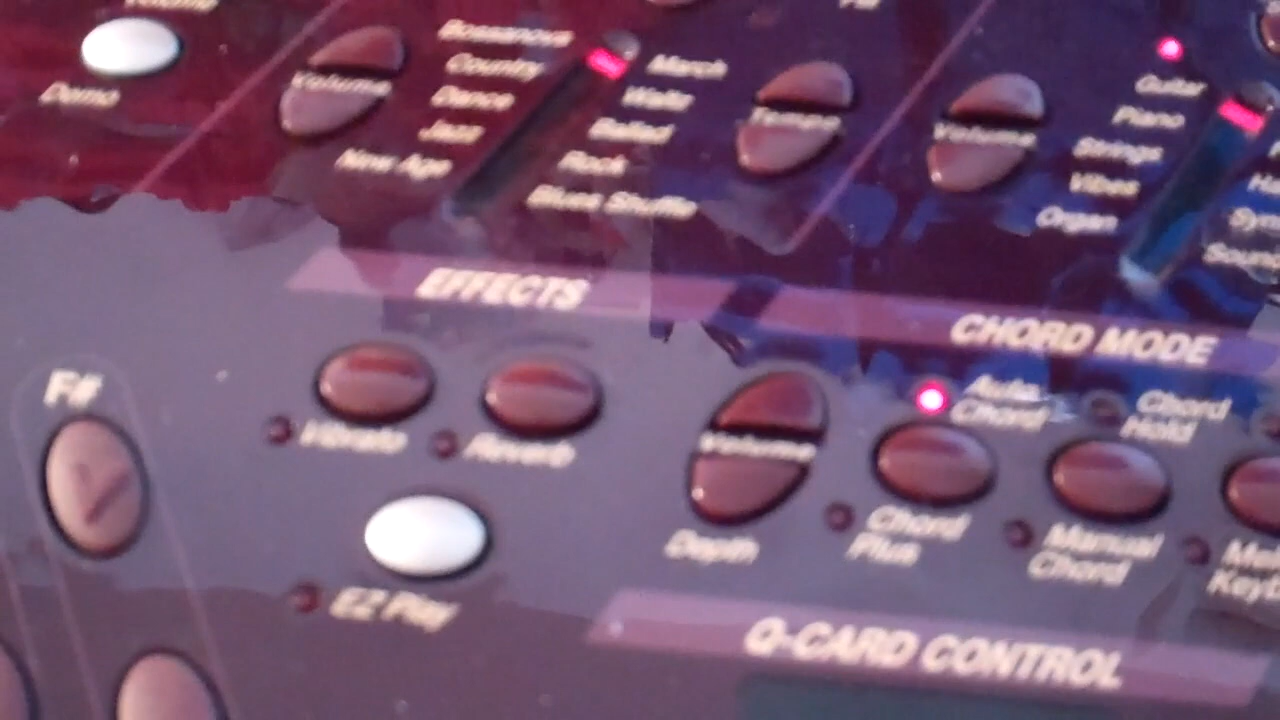 Volume
Demo
Volume
Bossanova
Country
Dance
Jazz
New Age
March
Waltz
Ballad
Rock
Blues Shuffle
Fill
Tempo
Volume
Guitar
Piano
Strings
Vibes
Organ
EFFECTS
CHORD MODE
F#
Vibrato
Reverb
Volume
Depth
Auto
Chord
Chord
Hold
Chord
Plus
Manual
Chord
EZ Play
Q-CARD CONTROL